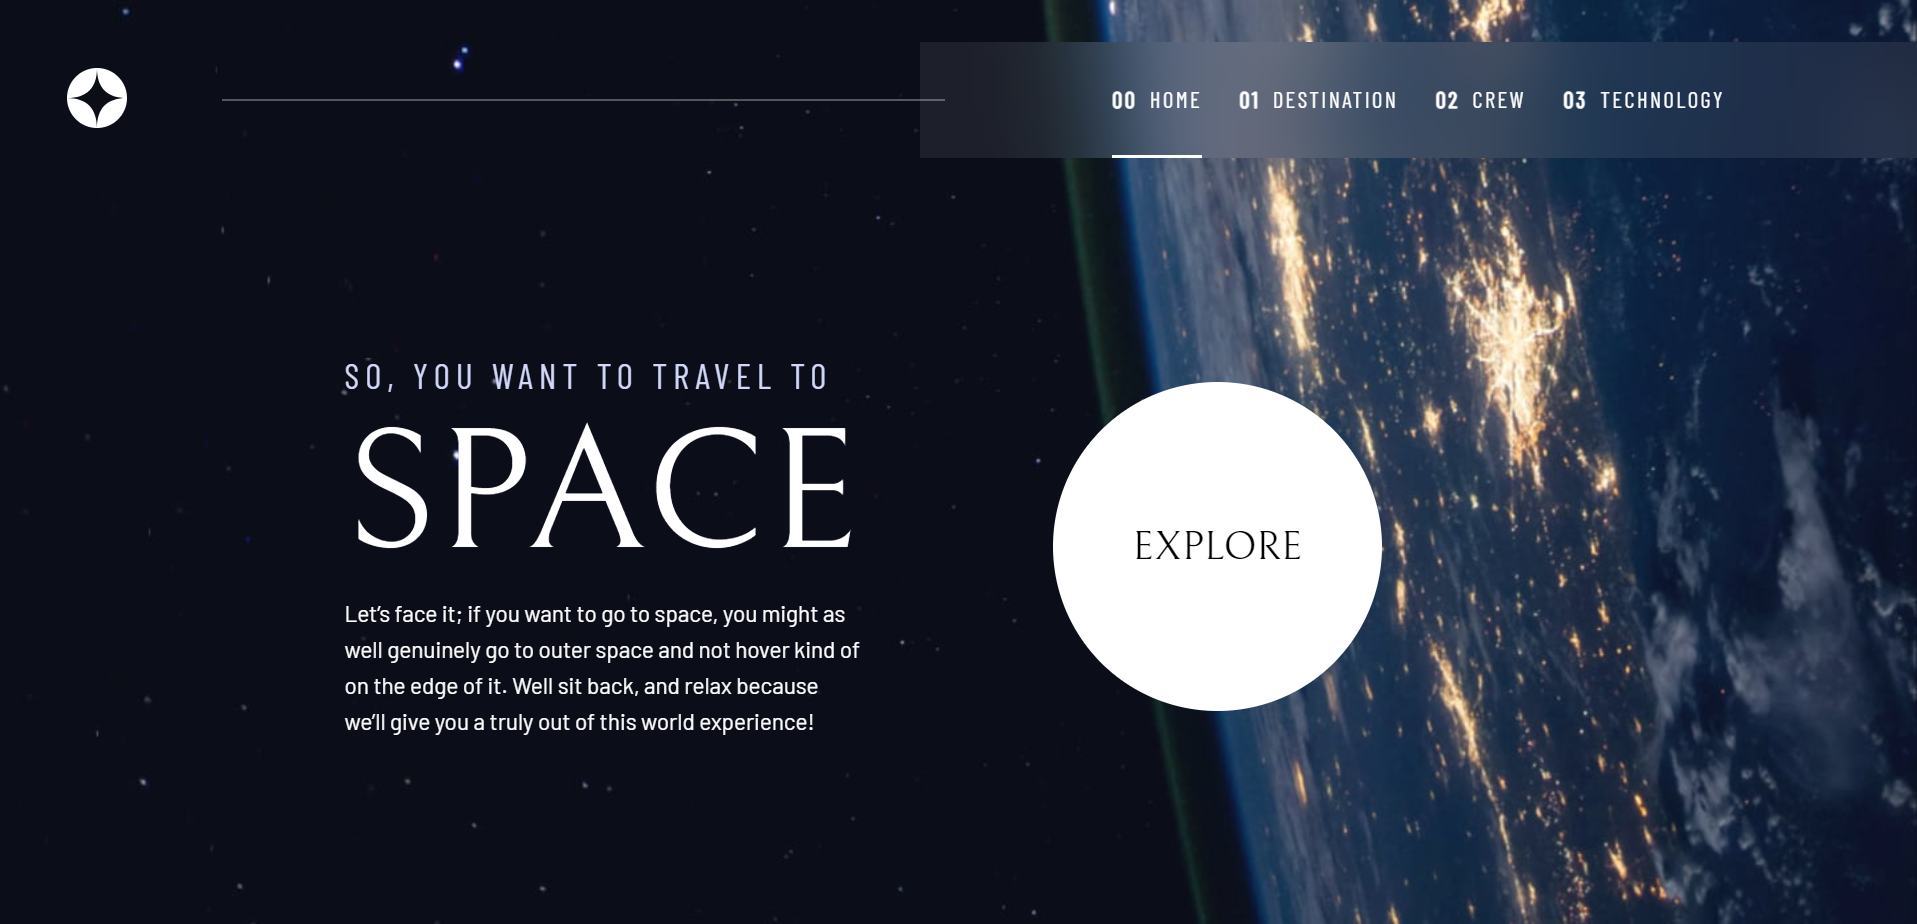 00 HOME 01 DESTINATION 02 CREW 03 TECHNOLOGY
SO, YOU WANT TO TRAVEL TO
SPACE
Let’s face it; if you want to go to space, you might as
well genuinely go to outer space and not hover kind of
on the edge of it. Well sit back, and relax because
we’ll give you a truly out of this world experience!
EXPLORE